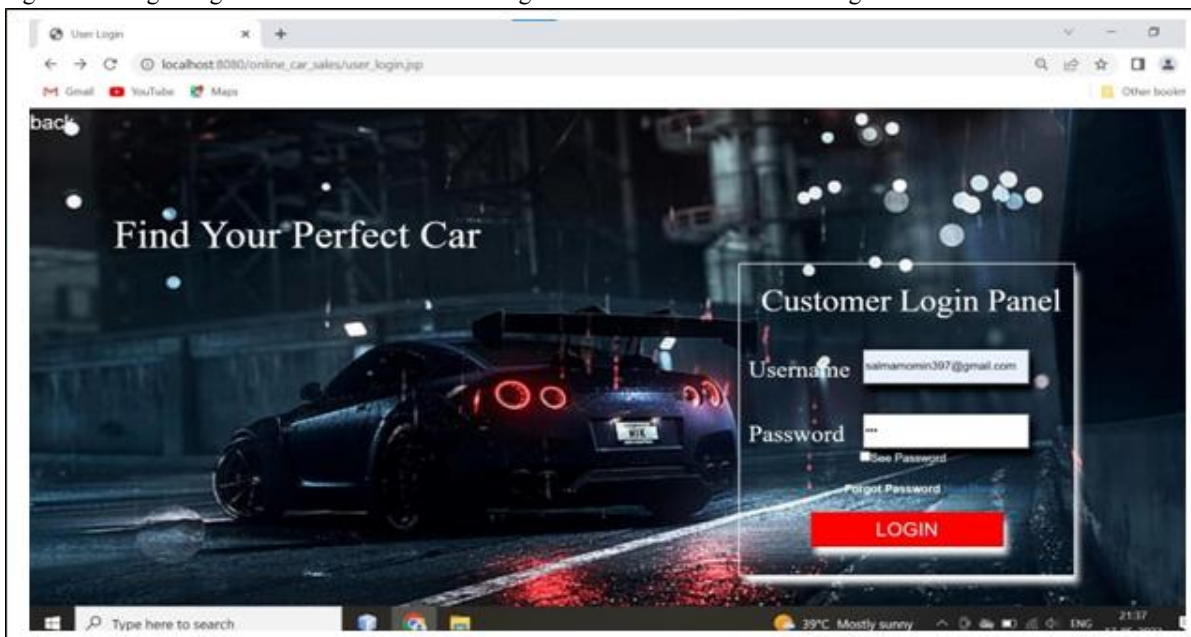 User Login
localhost:8080/online_car_sales/user_login.jsp
Gmail YouTube Maps
Other bookm
back
Find Your Perfect Car
Customer Login Panel
Username salmamomin397@gmail.com
Password
See Password
Forgot Password
LOGIN
Type here to search
39°C Mostly sunny
ENG
21:37